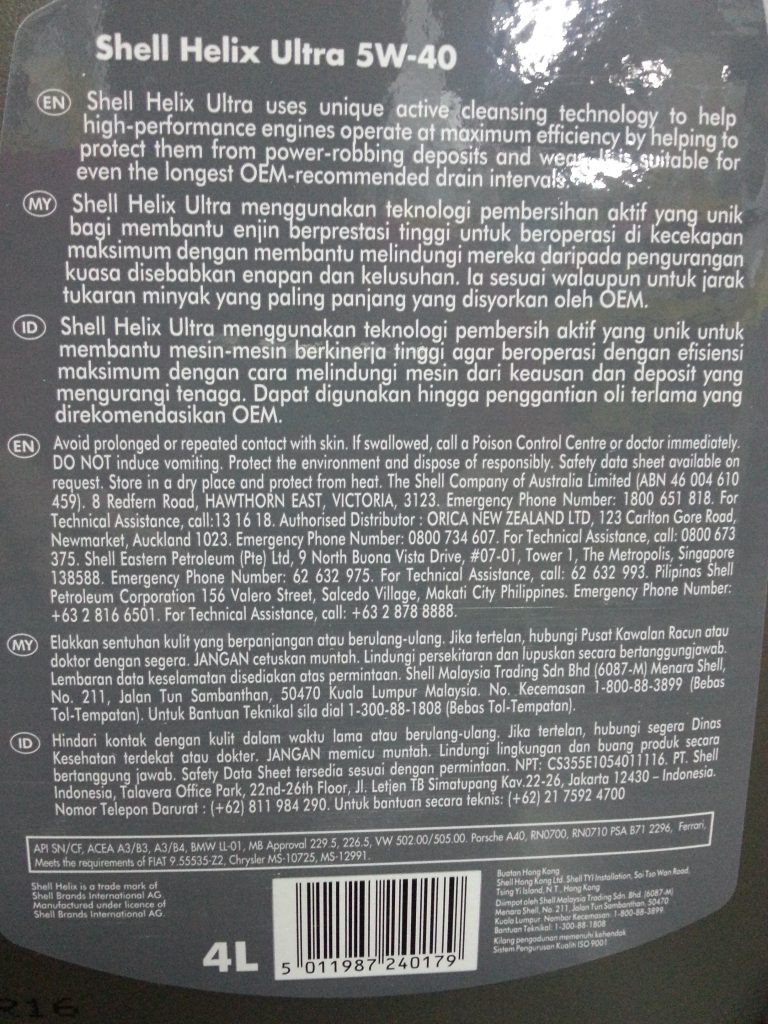 Shell Helix Ultra 5W-40
EN Shell Helix Ultra uses unique active cleansing technology to help
high-performance engines operate at maximum efficiency by helping to
protect them from power-robbing deposits and wear. It is suitable for
even the longest OEM-recommended drain intervals.
MY Shell Helix Ultra menggunakan teknologi pembersihan aktif yang unik
bagi membantu enjin berprestasi tinggi untuk beroperasi di kecekapan
maksimum dengan membantu melindungi mereka daripada pengurangan
kuasa disebabkan enapan dan kelusuhan. Ia sesuai walaupun untuk jarak
tukaran minyak yang paling panjang yang disyorkan oleh OEM.
ID Shell Helix Ultra menggunakan teknologi pembersih aktif yang unik untuk
membantu mesin-mesin berkinerja tinggi agar beroperasi dengan efisiensi
maksimum dengan cara melindungi mesin dari keausan dan deposit yang
mengurangi tenaga. Dapat digunakan hingga penggantian oli terlama yang
direkomendasikan OEM.
EN Avoid prolonged or repeated contact with skin. If swallowed, call a Poison Control Centre or doctor immediately.
DO NOT induce vomiting. Protect the environment and dispose of responsibly. Safety data sheet available on
request. Store in a dry place and protect from heat. The Shell Company of Australia Limited (ABN 46 004 610
459). 8 Redfern Road, HAWTHORN EAST, VICTORIA, 3123. Emergency Phone Number: 1800 651 818. For
Technical Assistance, call:13 16 18. Authorised Distributor : ORICA NEW ZEALAND LTD, 123 Carlton Gore Road,
Newmarket, Auckland 1023. Emergency Phone Number: 0800 734 607. For Technical Assistance, call: 0800 673
375. Shell Eastern Petroleum (Pte) Ltd, 9 North Buona Vista Drive, #07-01, Tower 1, The Metropolis, Singapore
138588. Emergency Phone Number: 62 632 975. For Technical Assistance, call: 62 632 993. Pilipinas Shell
Petroleum Corporation 156 Valero Street, Salcedo Village, Makati City Philippines. Emergency Phone Number:
+63 2 816 6501. For Technical Assistance, call: +63 2 878 8888.
MY Elakkan sentuhan kulit yang berpanjangan atau berulang-ulang. Jika tertelan, hubungi Pusat Kawalan Racun atau
doktor dengan segera. JANGAN cetuskan muntah. Lindungi persekitaran dan lupuskan secara bertanggungjawab.
Lembaran data keselamatan disediakan atas permintaan. Shell Malaysia Trading Sdn Bhd (6087-M) Menara Shell,
No. 211, Jalan Tun Sambanthan, 50470 Kuala Lumpur Malaysia. No. Kecemasan 1-800-88-3899 (Bebas
Tol-Tempatan). Untuk Bantuan Teknikal sila dial 1-300-88-1808 (Bebas Tol-Tempatan).
ID Hindari kontak dengan kulit dalam waktu lama atau berulang-ulang. Jika tertelan, hubungi segera Dinas
Kesehatan terdekat atau dokter. JANGAN memicu muntah. Lindungi lingkungan dan buang produk secara
bertanggung jawab. Safety Data Sheet tersedia sesuai dengan permintaan. NPT: CS355E1054011116. PT. Shell
Indonesia, Talavera Office Park, 22nd-26th Floor, Jl. Letjen TB Simatupang Kav.22-26, Jakarta 12430 – Indonesia.
Nomor Telepon Darurat : (+62) 811 984 290. Untuk bantuan secara teknis: (+62) 21 7592 4700
API SN/CF, ACEA A3/B3, A3/B4, BMW LL-01, MB Approval 229.5, 226.5, VW 502.00/505.00. Porsche A40, RN0700, RN0710 PSA B71 2296, Ferrari,
Meets the requirements of FIAT 9.55535-Z2, Chrysler MS-10725, MS-12991.
Shell Helix is a trade mark of
Shell Brands International AG.
Manufactured under licence of
Shell Brands International AG.
4L
5 011987 240179
Buatan Hong Kong
Shell Hong Kong Ltd. Shell TYI Installation, Sai Tso Wan Road,
Tsing Yi Island, N.T., Hong Kong
Diimpot oleh Shell Malaysia Trading Sdn. Bhd. (6087-M)
Menara Shell, No. 211, Jalan Tun Sambanthan, 50470
Kuala Lumpur. Nombor Kecemasan: 1-800-88-3899
Bantuan Teknikal: 1-300-88-1808
Kilang pengadunan memenuhi kehendak
Sistem Pengurusan Kualiti ISO 9001
R16